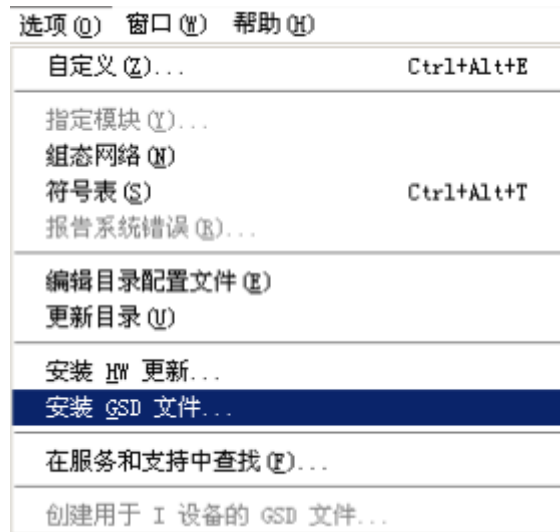 选项(O) 窗口(W) 帮助(H)
自定义(Z)... Ctrl+Alt+E
指定模块(Y)...
组态网络(N)
符号表(S) Ctrl+Alt+T
报告系统错误(R)...
编辑目录配置文件(E)
更新目录(U)
安装 HW 更新...
安装 GSD 文件...
在服务和支持中查找(F)...
创建用于 I 设备的 GSD 文件...